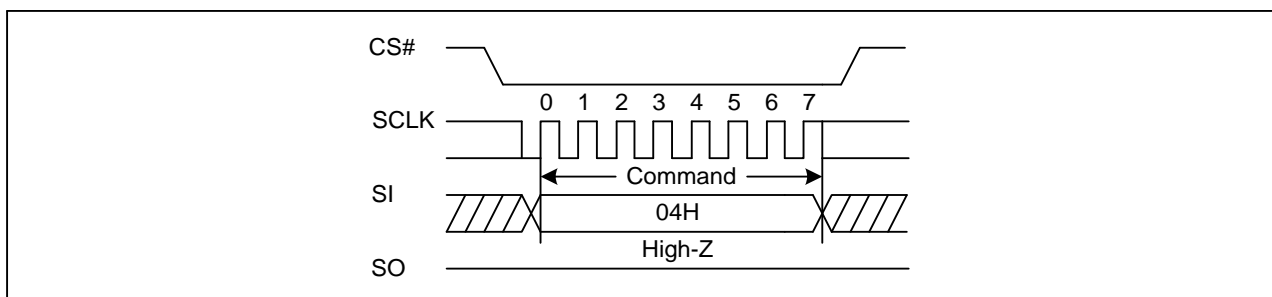 CS#
0 1 2 3 4 5 6 7
SCLK
Command
SI
04H
High-Z
SO